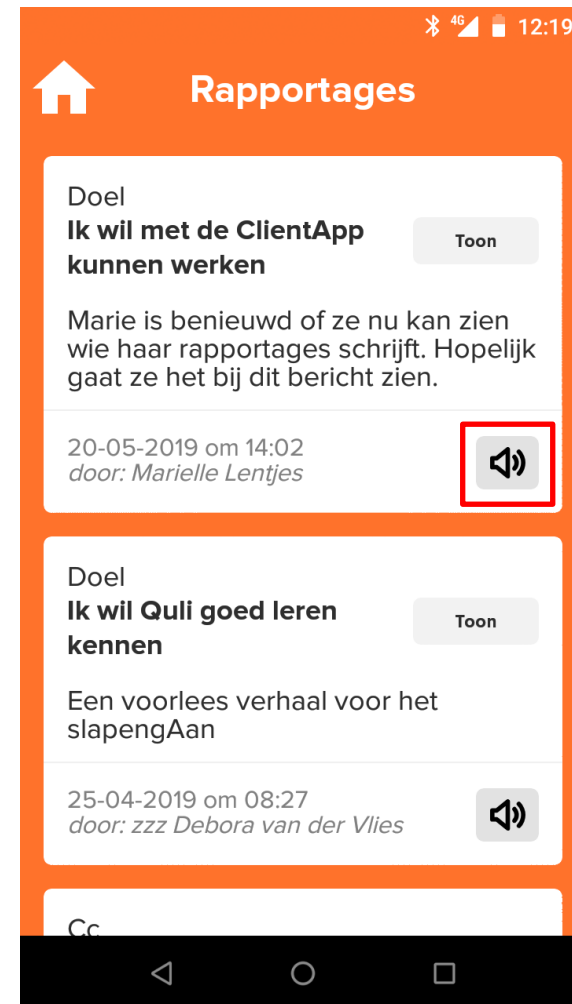 4G 12:19
Rapportages
Doel
Ik wil met de ClientApp
kunnen werken
Toon
Marie is benieuwd of ze nu kan zien
wie haar rapportages schrijft. Hopelijk
gaat ze het bij dit bericht zien.
20-05-2019 om 14:02
door: Marielle Lentjes
Doel
Ik wil Quli goed leren
kennen
Toon
Een voorlees verhaal voor het
slapengAan
25-04-2019 om 08:27
door: zzz Debora van der Vlies
Cc